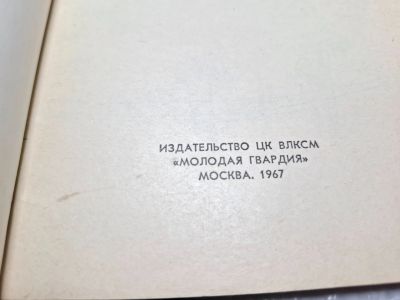 ИЗДАТЕЛЬСТВО ЦК ВЛКСМ
«МОЛОДАЯ ГВАРДИЯ»
МОСКВА. 1967